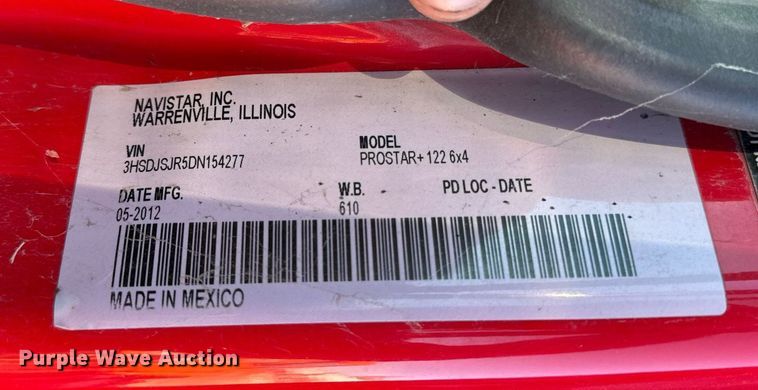 NAVISTAR, INC.
WARRENVILLE, ILLINOIS
VIN MODEL
3HSDJSJR5DN154277 PROSTAR+ 122 6x4
DATE MFG. W.B. PD LOC - DATE
05-2012 610
MADE IN MEXICO
Purple Wave Auction